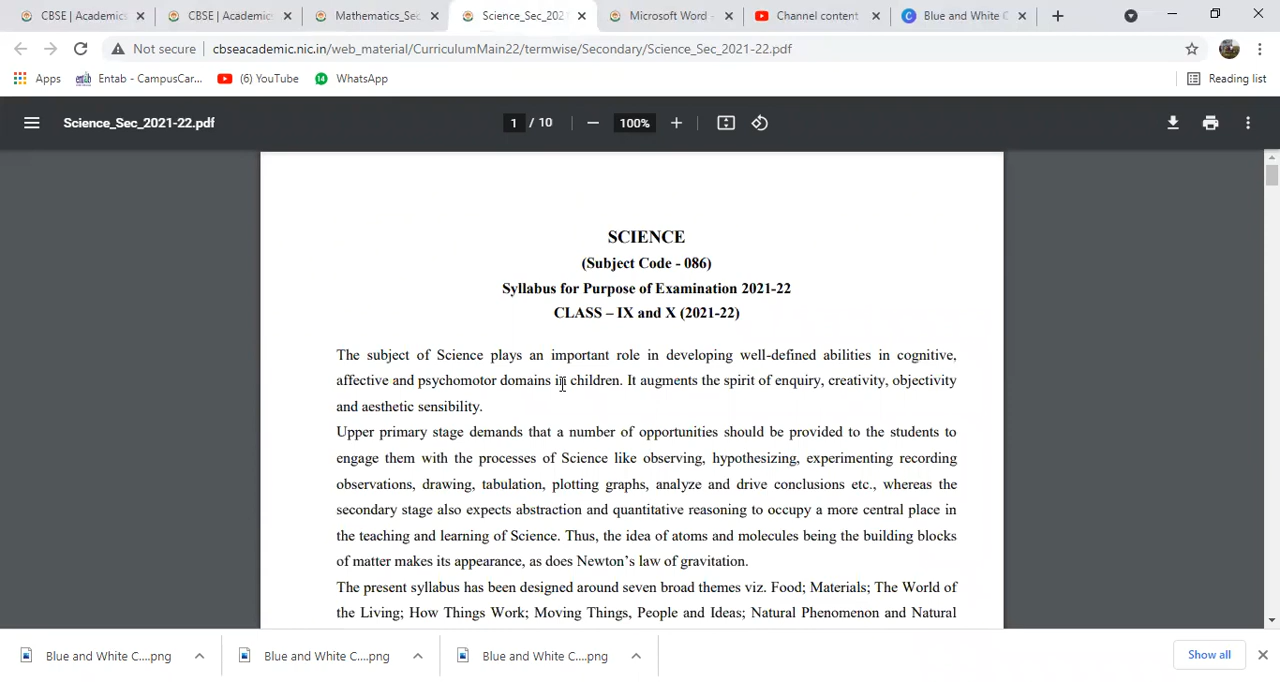 CBSE | Academics
CBSE | Academics
Mathematics_Sec
Science_Sec_202
Microsoft Word -
Channel content
Blue and White C
Not secure
cbseacademic.nic.in/web_material/CurriculumMain22/termwise/Secondary/Science_Sec_2021-22.pdf
Apps
Entab - CampusCar...
(6) YouTube
14
WhatsApp
Reading list
Science_Sec_2021-22.pdf
1 / 10
100%
SCIENCE
(Subject Code - 086)
Syllabus for Purpose of Examination 2021-22
CLASS – IX and X (2021-22)
The subject of Science plays an important role in developing well-defined abilities in cognitive,
affective and psychomotor domains in children. It augments the spirit of enquiry, creativity, objectivity
and aesthetic sensibility.
Upper primary stage demands that a number of opportunities should be provided to the students to
engage them with the processes of Science like observing, hypothesizing, experimenting recording
observations, drawing, tabulation, plotting graphs, analyze and drive conclusions etc., whereas the
secondary stage also expects abstraction and quantitative reasoning to occupy a more central place in
the teaching and learning of Science. Thus, the idea of atoms and molecules being the building blocks
of matter makes its appearance, as does Newton's law of gravitation.
The present syllabus has been designed around seven broad themes viz. Food; Materials; The World of
the Living; How Things Work; Moving Things, People and Ideas; Natural Phenomenon and Natural
Blue and White C....png
Blue and White C....png
Blue and White C....png
Show all